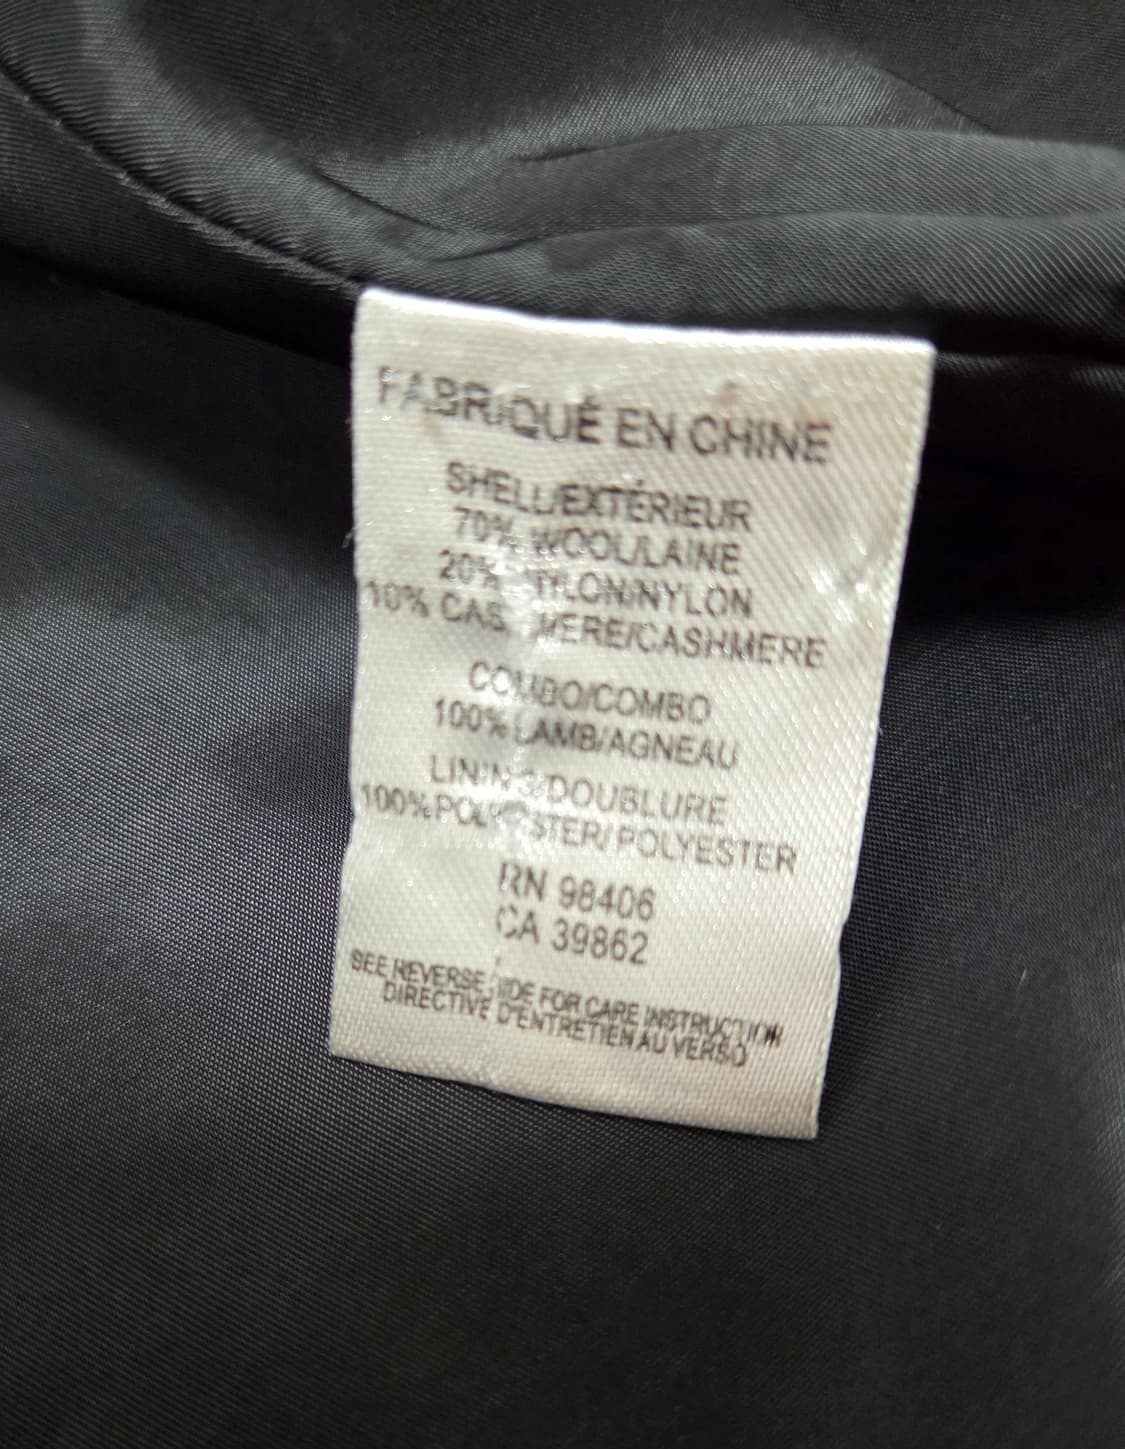 FABRIQUÉ EN CHINE
SHELL/EXTÉRIEUR
70% WOOL/LAINE
20% NYLON/NYLON
10% CASHMERE/CASHMERE
COMBO/COMBO
100% LAMB/AGNEAU
LINING/DOUBLURE
100% POLYESTER/ POLYESTER
RN 98406
CA 39862
SEE REVERSE SIDE FOR CARE INSTRUCTION
DIRECTIVE D'ENTRETIEN AU VERSO